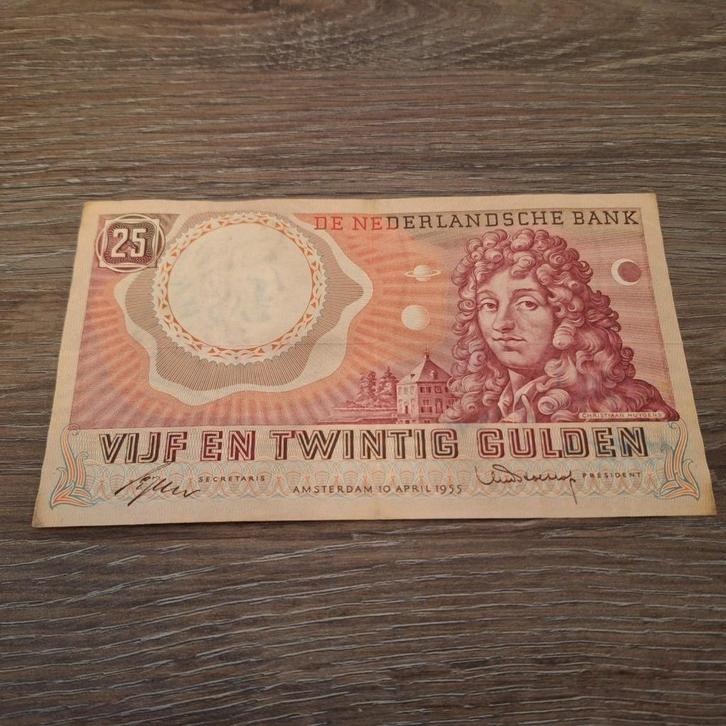 25
DE NEDERLANDSCHE BANK
CHRISTIAAN HUYGENS
VIJF EN TWINTIG GULDEN
SECRETARIS
AMSTERDAM 10 APRIL 1955
PRESIDENT